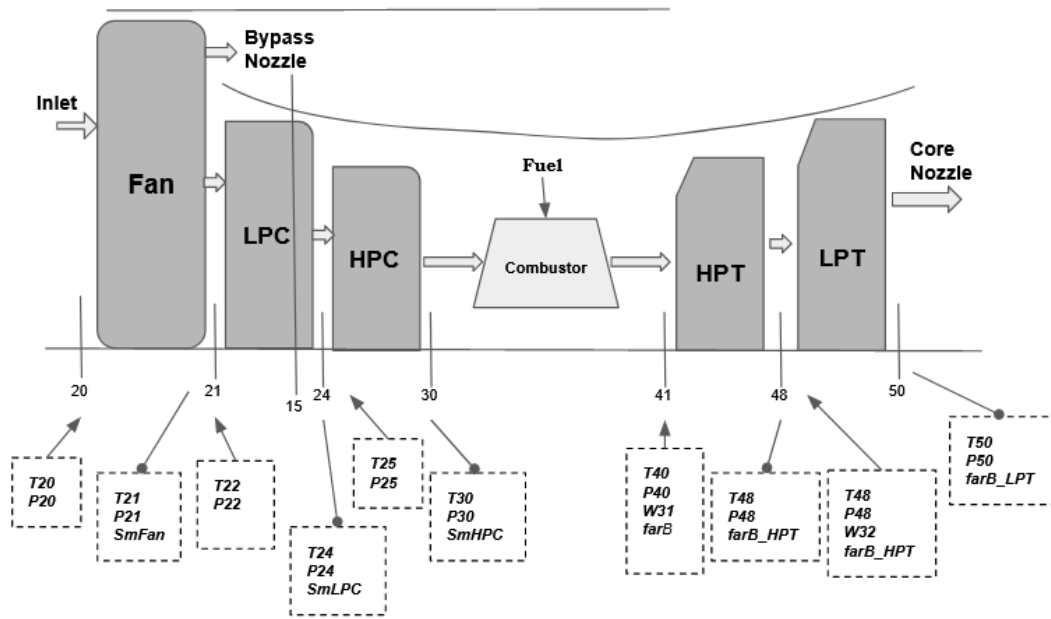 Bypass
Nozzle
Inlet
Fan
LPC
HPC
Fuel
Combustor
HPT
LPT
Core
Nozzle
20
21
15
24
30
41
48
50
T20
P20
T21
P21
SmFan
T22
P22
T24
P24
SmLPC
T25
P25
T30
P30
SmHPC
T40
P40
W31
farB
T48
P48
farB_HPT
T48
P48
W32
farB_HPT
T50
P50
farB_LPT